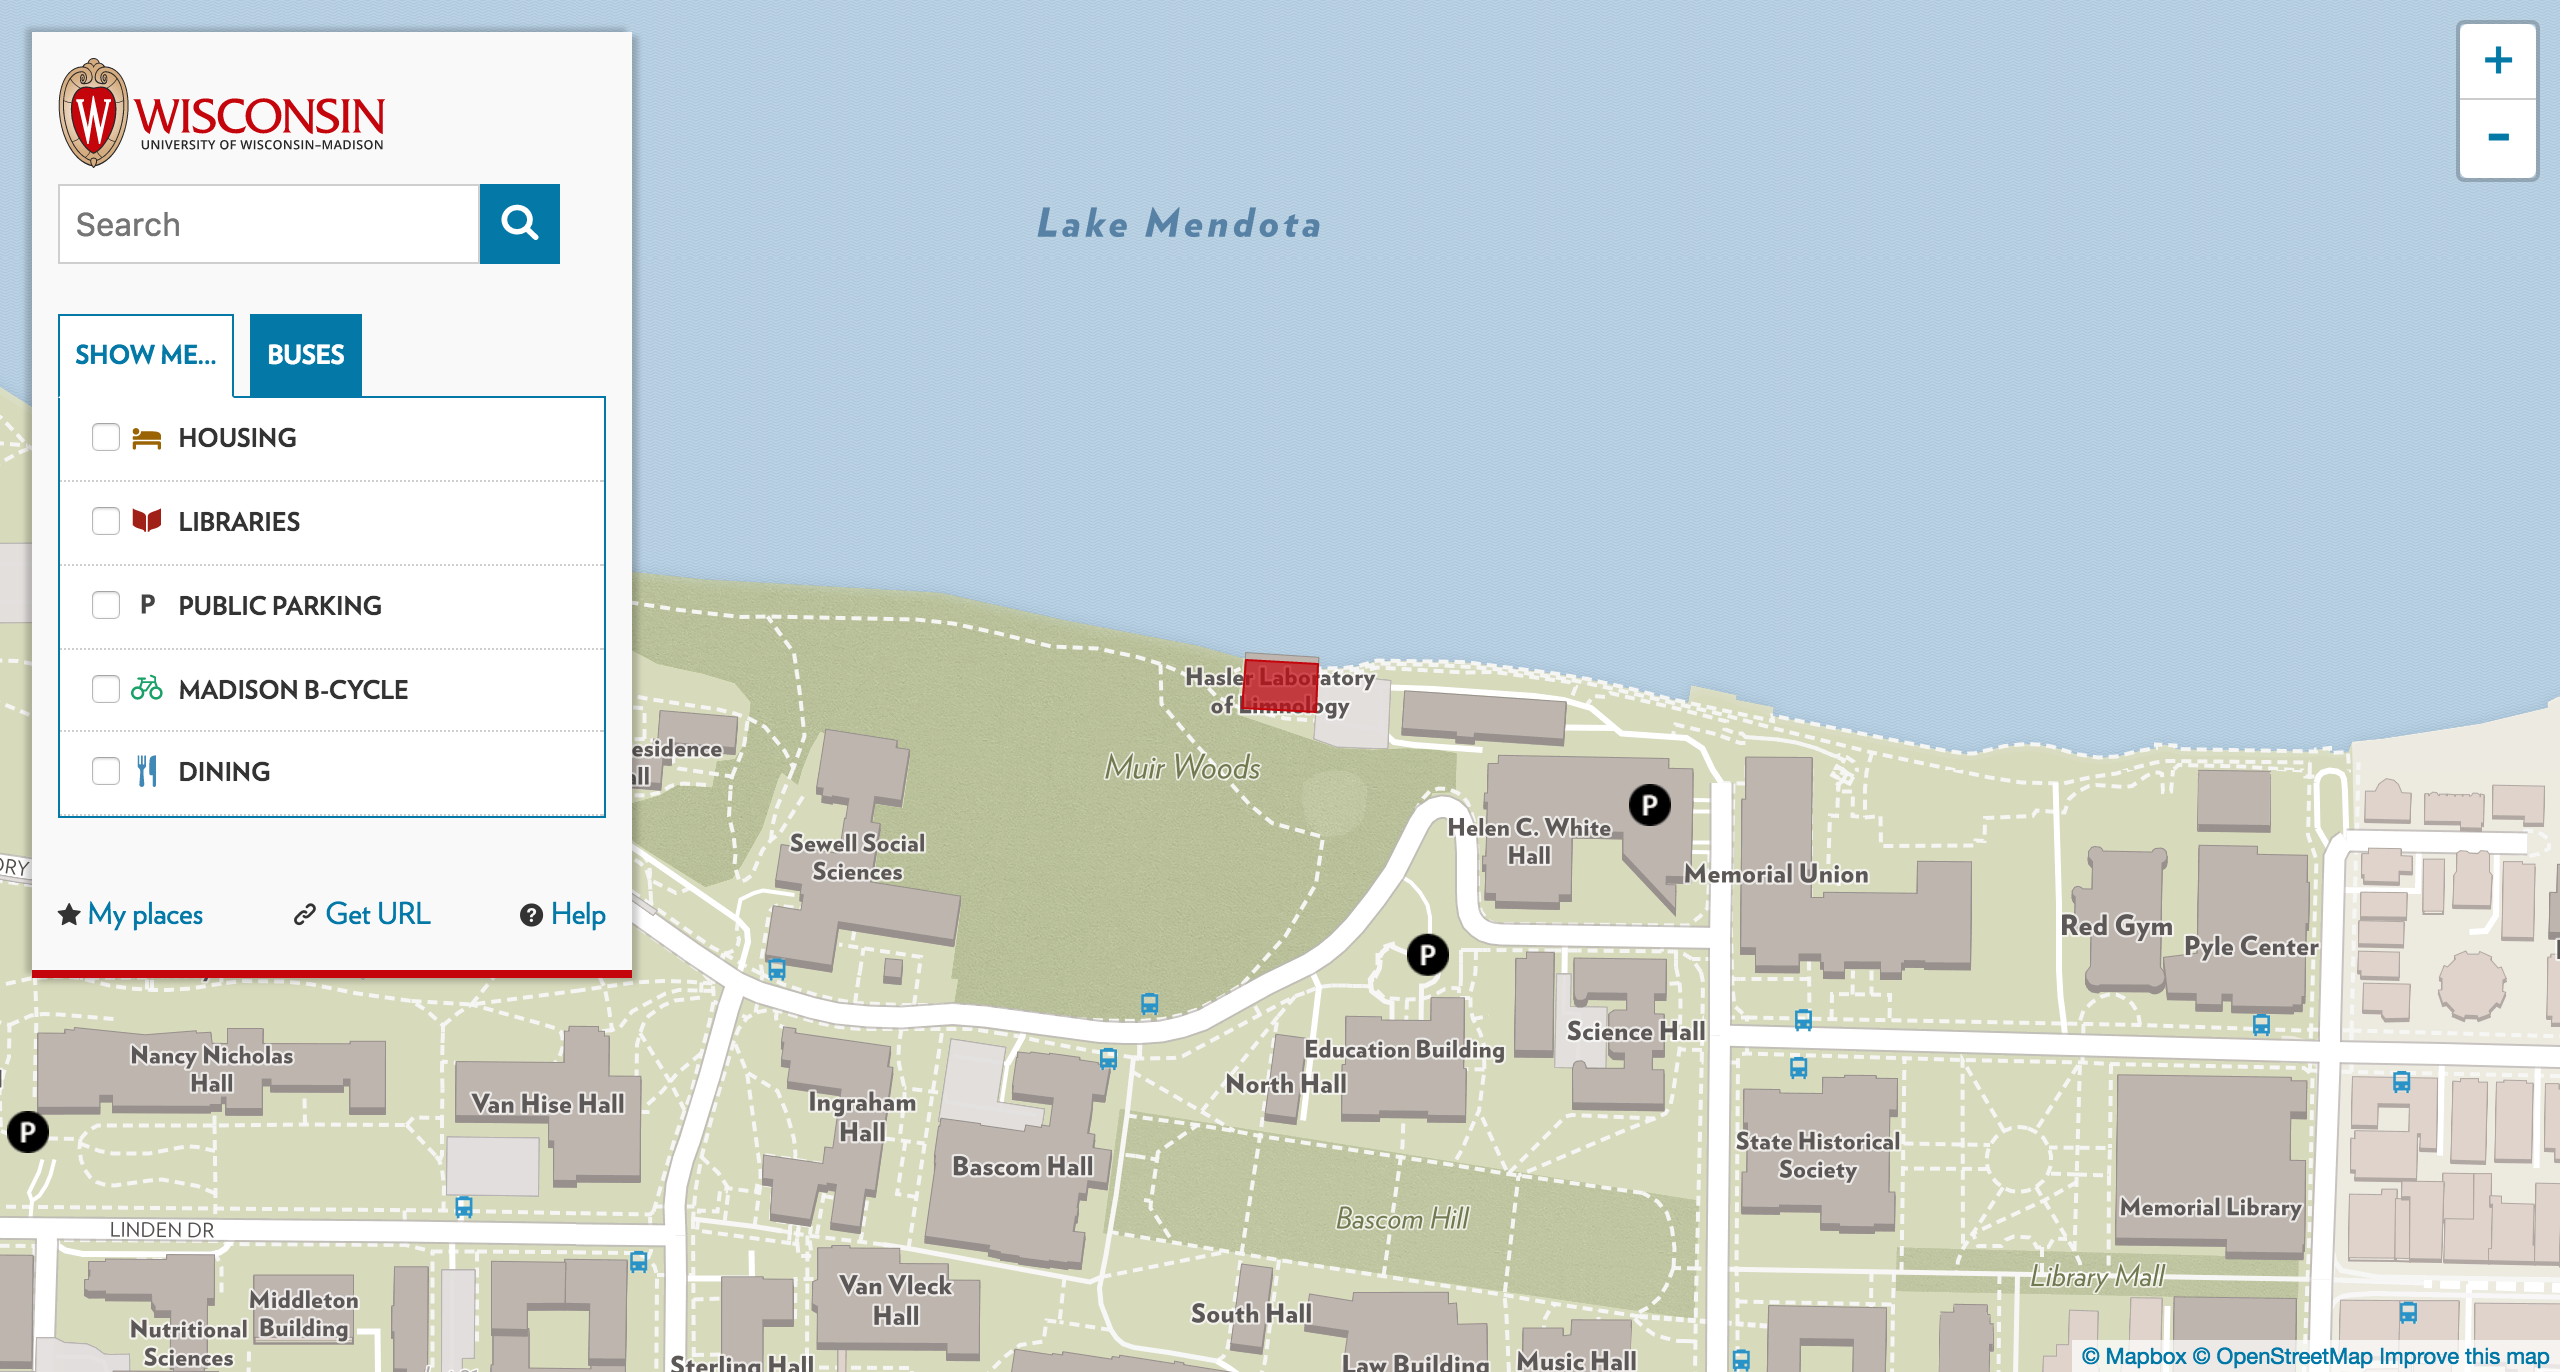 WISCONSIN
UNIVERSITY OF WISCONSIN–MADISON
Search
SHOW ME...
BUSES
HOUSING
LIBRARIES
P PUBLIC PARKING
MADISON B-CYCLE
DINING
My places
Get URL
Help
+
−
Lake Mendota
Hasler Laboratory
of Limnology
Muir Woods
esidence
all
Sewell Social
Sciences
Helen C. White
Hall
P
Memorial Union
Red Gym
Pyle Center
P
Science Hall
Education Building
North Hall
Nancy Nicholas
Hall
Van Hise Hall
Ingraham
Hall
Bascom Hall
P
State Historical
Society
Memorial Library
Bascom Hill
LINDEN DR
Library Mall
Van Vleck
Hall
South Hall
Middleton
Building
Nutritional
Sciences
Sterling Hall
Law Building
Music Hall
© Mapbox © OpenStreetMap Improve this map